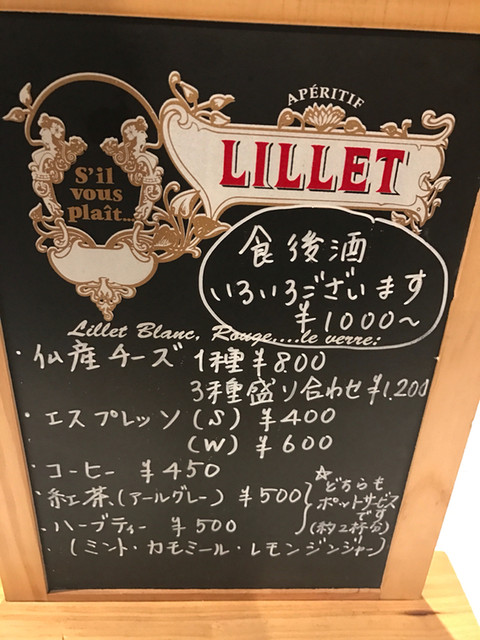 APÉRITIF
LILLET
S'il
vous
plaît...
食後酒
いろいろございます
¥1000〜
Lillet Blanc, Rouge....le verre:
・仏産チーズ 1種 ¥800
3種盛り合わせ ¥1,200
・エスプレッソ (S) ¥400
(W) ¥600
・コーヒー ¥450
・紅茶、(アールグレー) ¥500
・ハーブティー ¥500
☆どちらも
ポットサービス
です
(約2杯分)
・(ミント・カモミール・レモンジンジャー)